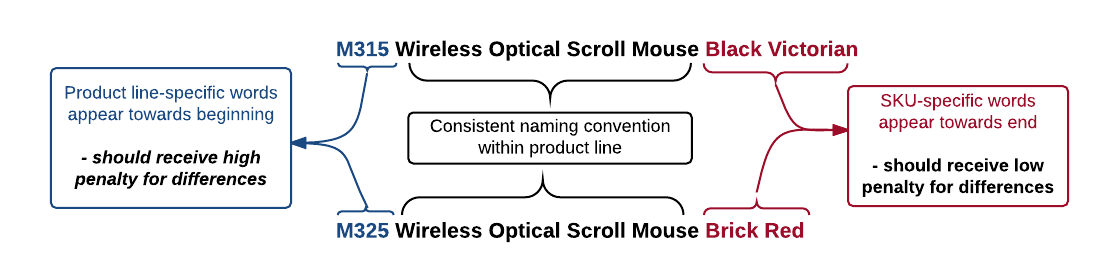 M315 Wireless Optical Scroll Mouse Black Victorian
Product line-specific words
appear towards beginning
- should receive high
penalty for differences
Consistent naming convention
within product line
SKU-specific words
appear towards end
- should receive low
penalty for differences
M325 Wireless Optical Scroll Mouse Brick Red